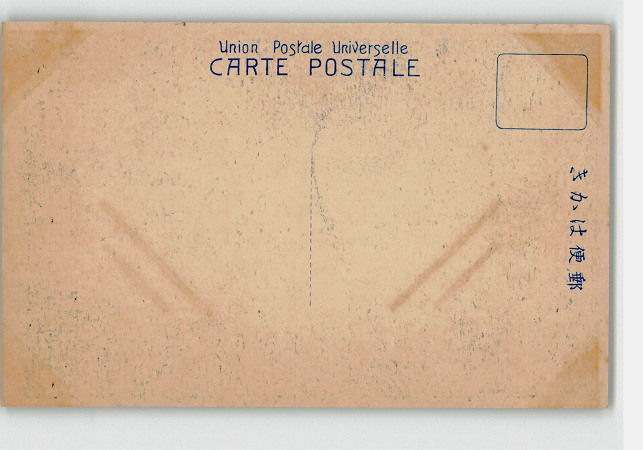 Union Postale Universelle
CARTE POSTALE
きかは便郵